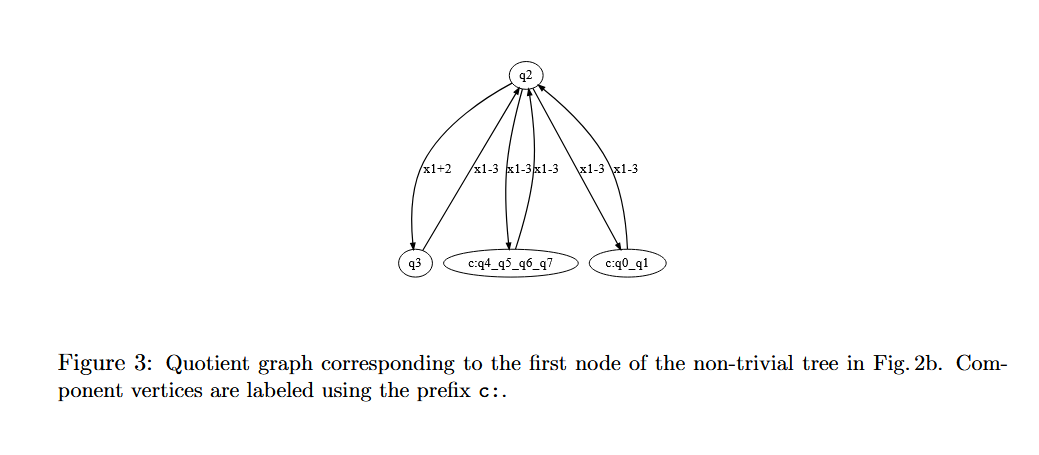 q2
x1+2 x1-3 x1-3 x1-3 x1-3 x1-3
q3 c:q4_q5_q6_q7 c:q0_q1
Figure 3: Quotient graph corresponding to the first node of the non-trivial tree in Fig. 2b. Com-
ponent vertices are labeled using the prefix c:.